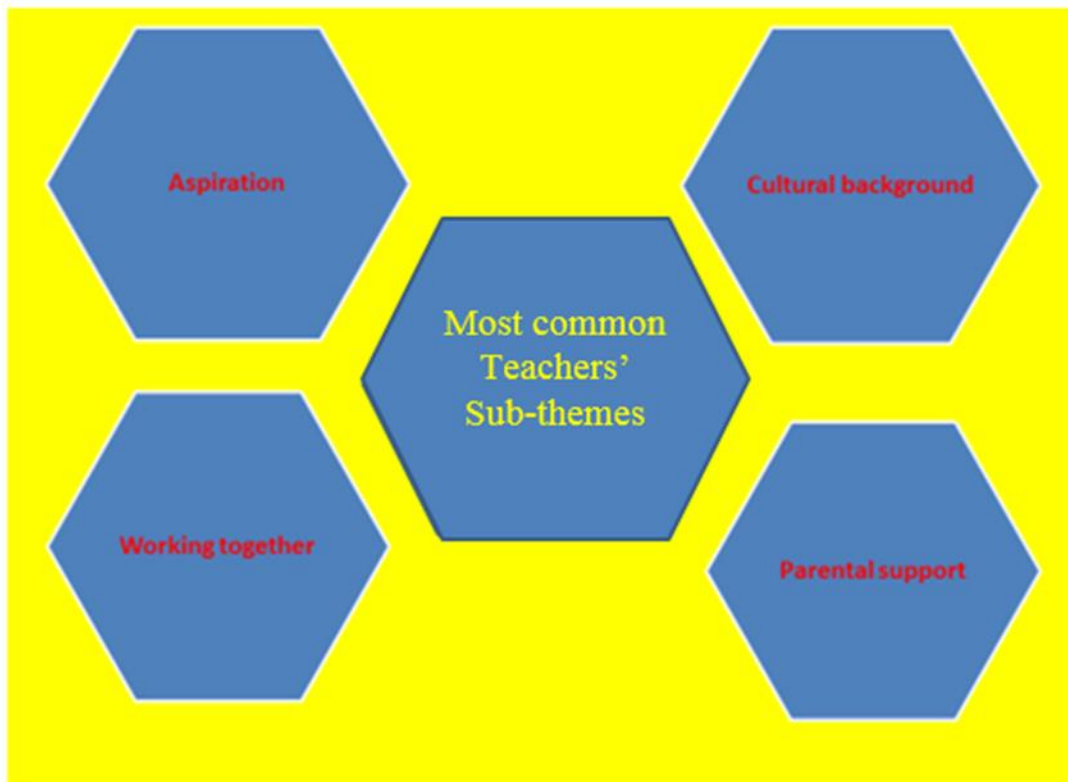 Aspiration
Cultural background
Most common
Teachers’
Sub-themes
Working together
Parental support